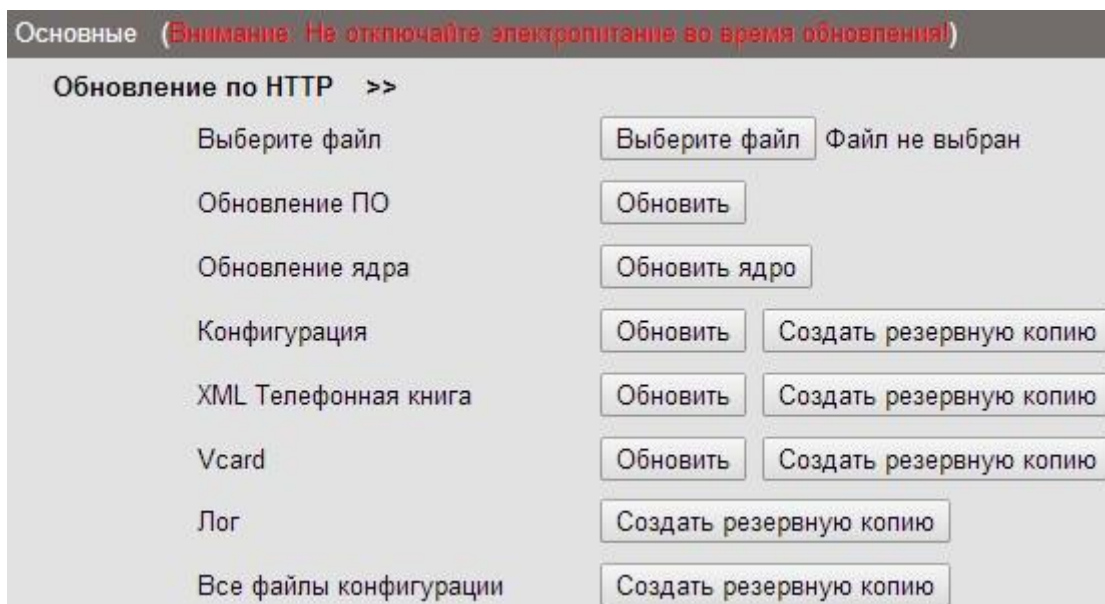 Основные (Внимание: Не отключайте электропитание во время обновления!)
Обновление по HTTP >>
Выберите файл Выберите файл Файл не выбран
Обновление ПО Обновить
Обновление ядра Обновить ядро
Конфигурация Обновить Создать резервную копию
XML Телефонная книга Обновить Создать резервную копию
Vcard Обновить Создать резервную копию
Лог Создать резервную копию
Все файлы конфигурации Создать резервную копию